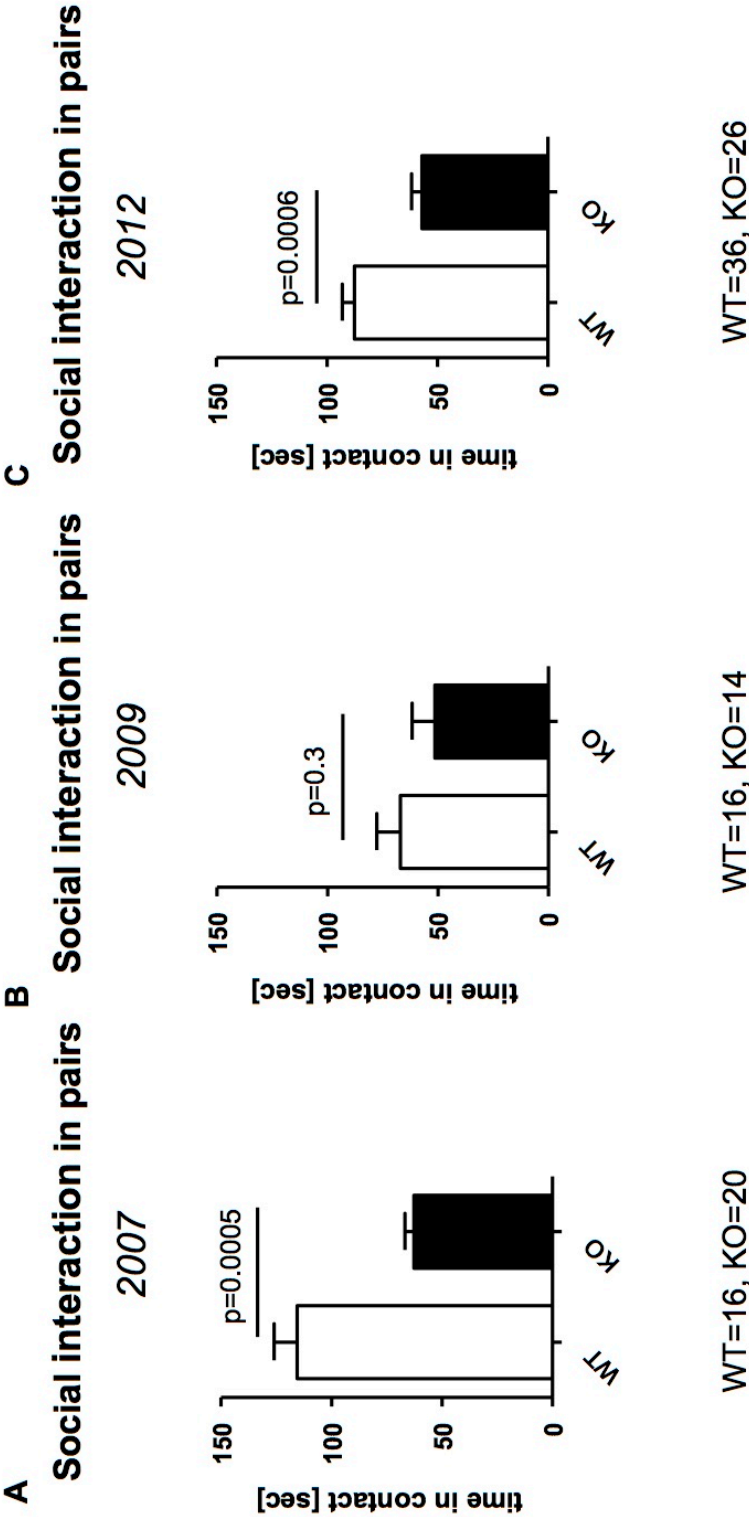 A
Social interaction in pairs
2007
time in contact [sec]
150
100
50
0
p=0.0005
WT
KO
WT=16, KO=20
B
Social interaction in pairs
2009
time in contact [sec]
150
100
50
0
p=0.3
WT
KO
WT=16, KO=14
C
Social interaction in pairs
2012
time in contact [sec]
150
100
50
0
p=0.0006
WT
KO
WT=36, KO=26